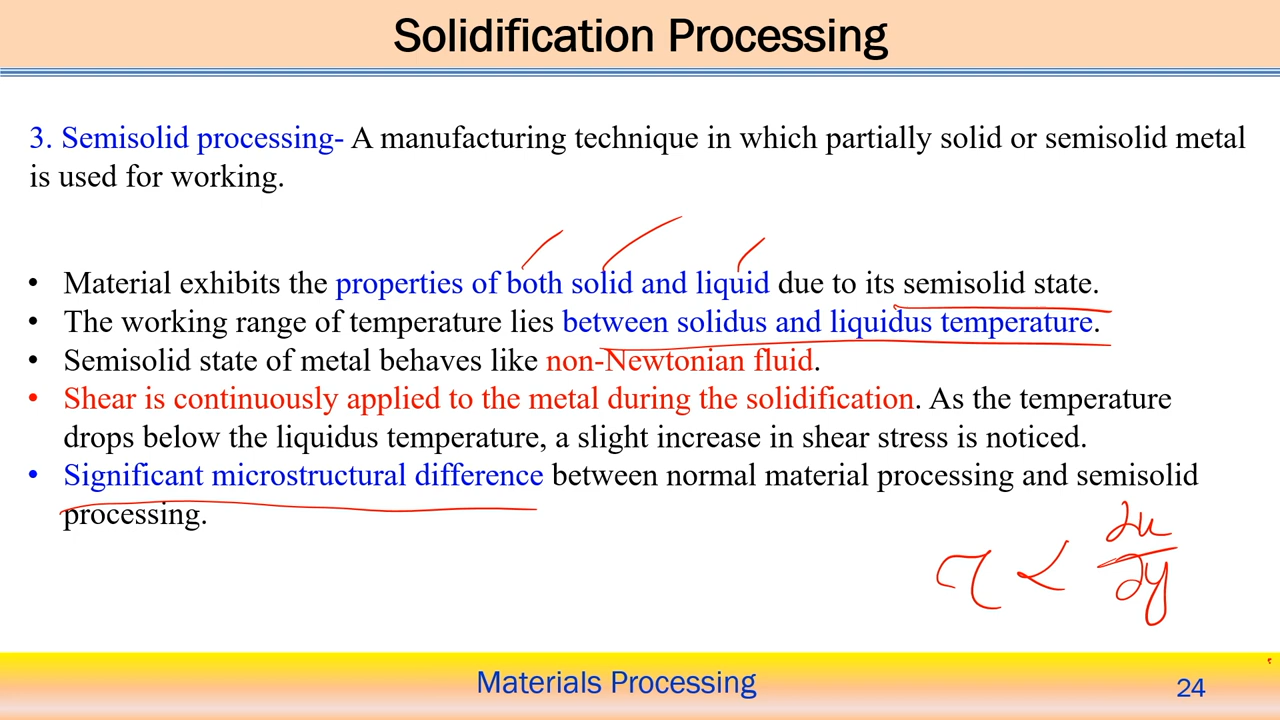 Solidification Processing
3. Semisolid processing- A manufacturing technique in which partially solid or semisolid metal
is used for working.
• Material exhibits the properties of both solid and liquid due to its semisolid state.
• The working range of temperature lies between solidus and liquidus temperature.
• Semisolid state of metal behaves like non-Newtonian fluid.
• Shear is continuously applied to the metal during the solidification. As the temperature
drops below the liquidus temperature, a slight increase in shear stress is noticed.
• Significant microstructural difference between normal material processing and semisolid
processing.
∂u
∂y
Materials Processing
24